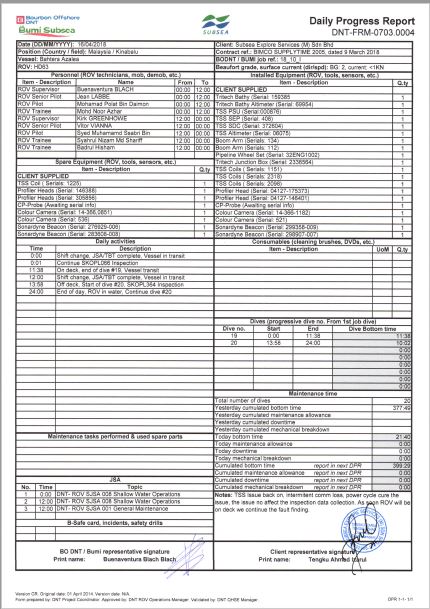 Bourbon Offshore
DNT
Bumi Subsea
SUBSEA
Daily Progress Report
DNT-FRM-0703.0004
Date (DD/MM/YYYY): 16/04/2018
Client: Subsea Explore Services (M) Sdn Bhd
Position (Country / field): Malaysia / Kinabalu
Contract ref.: BIMCO SUPPLYTIME 2005, dated 9 March 2018
Vessel: Bahtera Azalea
BODNT / BUMI job ref.: 18_10_I
ROV: HD63
Beaufort grade, surface current (dir/spd): BG: 2, current: <1KN
Personnel (ROV technicians, mob, demob, etc.)
Installed Equipment (ROV, tools, sensors, etc.)
Item - Description Name From To
Item - Description Q.ty
ROV Supervisor Buenaventura BLACH 00:00 12:00
CLIENT SUPPLIED
ROV Senior Pilot Jean LABBE 00:00 12:00
Tritech Bathy (Serial: 159385 1
ROV Pilot Mohamad Polat Bin Daimon 00:00 12:00
Tritech Bathy Altimeter (Serial: 69954) 1
ROV Trainee Mohd Noor Azhar 00:00 12:00
TSS PSU (Serial:000876) 1
ROV Supervisor Kirk GREENHOWE 12:00 00:00
TSS SEP (Serial: 408) 1
ROV Senior Pilot Vitor VIANNA 12:00 00:00
TSS SDC (Serial: 372604) 1
ROV Pilot Syed Muhamamd Saabri Bin 12:00 00:00
TSS Altimeter (Serial: 06075) 1
ROV Trainee Syahrul Nizam Md Shariff 12:00 00:00
Boom Arm (Serial: 134) 1
ROV Trainee Badrul Hisham 12:00 00:00
Boom Arm (Serial: 112) 1
Pipeline Wheel Set (Serial: 32ENG1002) 1
Spare Equipment (ROV, tools, sensors, etc.)
Tritech Junction Box (Serial: 2336564) 1
Item - Description Q.ty
TSS Coils (Serial: 1151) 1
CLIENT SUPPLIED
TSS Coils (Serial: 2318) 1
TSS Coil ( Serials: 1225) 1
TSS Coils (Serial: 2098) 1
Profiler Heads (Serial: 148388) 1
Profiler Head (Serial: 04127-175373) 1
Profiler Heads (Serial: 305856) 1
Profiler Head (Serial: 04127-148401) 1
CP-Probe (Awaiting serial info) 1
CP-Probe (Awaiting serial info) 1
Colour Camera (Serial: 14-366,0851) 1
Colour Camera (Serial: 14-366-1182) 1
Colour Camera (Serial: 536) 1
Colour Camera (Serial: 521) 1
Sonardyne Beacon (Serial: 276929-006) 1
Sonardyne Beacon (Serial: 299358-009) 1
Sonardyne Beacon (Serial: 283608-008) 1
Sonardyne Beacon (Serial: 298907-007) 1
Daily activities
Consumables (cleaning brushes, DVDs, etc.)
Time Description
Item - Description UoM Q.ty
0:00 Shift change, JSA/TBT complete, Vessel in transit
0:01 Continue SKOPL066 Inspection
11:38 On deck, end of dive #19, Vessel in transit
12:00 Shift change, JSA/TBT complete, Vessel in transit
13:58 Off deck, Start of dive #20, SKOPL364 Inspection
24:00 End of day, ROV in water, Continue dive #20
Dives (progressive dive no. From 1st job dive)
Dive no. Start End Dive Bottom time
19 0:00 11:38 11:38
20 13:58 24:00 10:02
0:00
0:00
0:00
0:00
0:00
0:00
Maintenance time
Total number of dives 20
Yesterday cumulated bottom time 377:49
Yesterday cumulated maintenance allowance
Yesterday cumulated downtime
Yesterday cumulated mechanical breakdown
Maintenance tasks performed & used spare parts
Today bottom time 21:40
Today maintenance allowance 0:00
Today downtime 0:00
Today mechanical breakdown 0:00
Cumulated bottom time report in next DPR 399:29
Cumulated maintenance allowance report in next DPR 0:00
JSA
Cumulated downtime report in next DPR 0:00
No. Time Topic
Cumulated mechanical breakdown report in next DPR 0:00
1 0:00 DNT- ROV SJSA 008 Shallow Water Operations
2 12:00 DNT- ROV SJSA 008 Shallow Water Operations
3 12:00 DNT- ROV SJSA 001 General Maintenance
Notes: TSS issue back on, intermitent comm loss, power cycle cure the
issue, the issue no affect the inspection data collection. As soon ROV will be
on deck we continue the fault finding.
B-Safe card, incidents, safety drills
BO DNT / Bumi representative signature
Client representative signature
Print name: Buenaventura Blach Blach
Print name: Tengku Ahmad Irarul
Version GR. Original date: 01 April 2014. Version date: N/A.
Form prepared by: DNT Project Coordinator. Approved by: DNT ROV Operations Manager. Validated by: DNT QHSE Manager.
DPR 1-1- 1/1